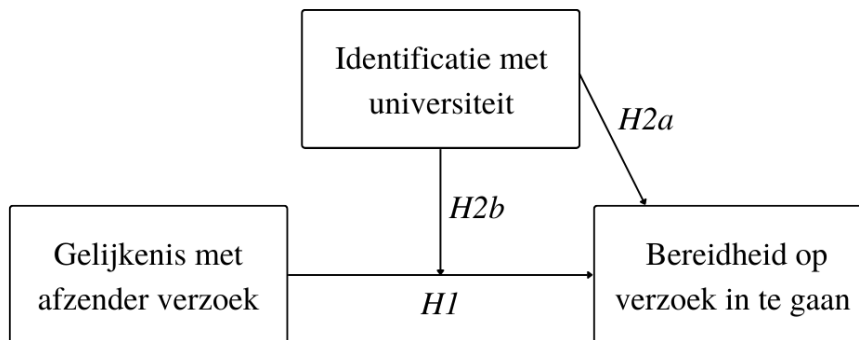 Identificatie met
universiteit
H2a
H2b
Gelijkenis met
afzender verzoek
H1
Bereidheid op
verzoek in te gaan